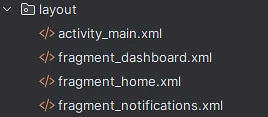 layout
activity_main.xml
fragment_dashboard.xml
fragment_home.xml
fragment_notifications.xml